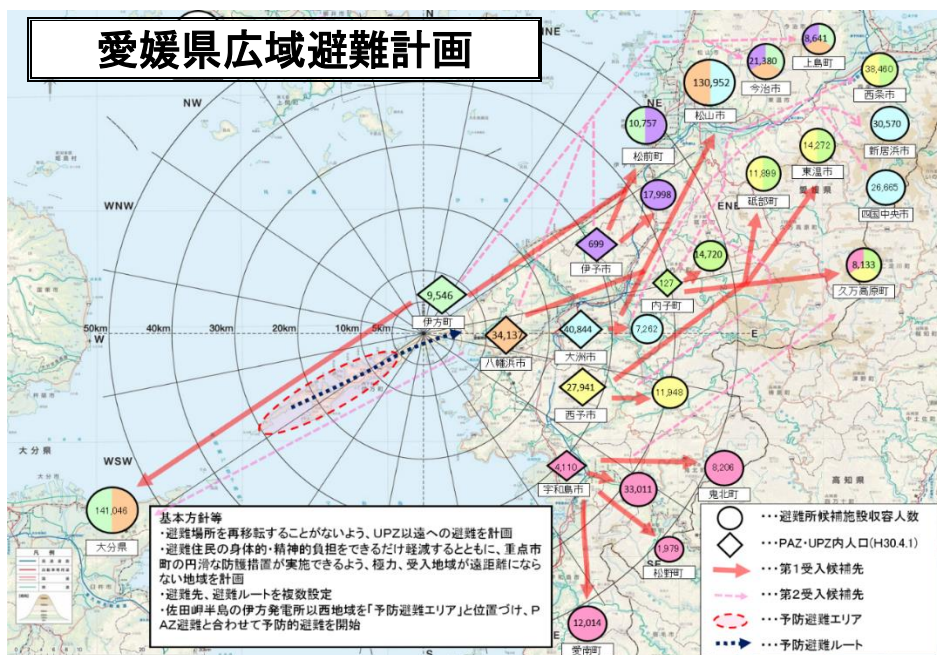 愛媛県広域避難計画
N
NE
NW
NE
WNW
ENE
W
E
WSW
SE
S
50km
40km
30km
20km
10km
5km
8,641
上島町
21,380
今治市
38,460
西条市
130,952
松山市
10,757
松前町
30,570
新居浜市
14,272
東温市
11,899
砥部町
26,665
四国中央市
17,998
699
伊予市
14,720
127
内子町
8,133
久万高原町
9,546
伊方町
34,137
八幡浜市
40,844
大洲市
7,262
27,941
西予市
11,948
4,110
宇和島市
33,011
8,206
鬼北町
1,979
松野町
12,014
愛南町
141,046
大分県
大分県
愛媛県
高知県
凡例
基本方針等
・避難場所を再移転することがないよう、UPZ以遠への避難を計画
・避難住民の身体的・精神的負担をできるだけ軽減するとともに、重点市
町の円滑な防護措置が実施できるよう、極力、受入地域が遠距離になら
ない地域を計画
・避難先、避難ルートを複数設定
・佐田岬半島の伊方発電所以西地域を「予防避難エリア」と位置づけ、P
AZ避難と合わせて予防的避難を開始
・・・避難所候補施設収容人数
・・・PAZ・UPZ内人口(H30.4.1)
・・・第1受入候補先
・・・第2受入候補先
・・・予防避難エリア
・・・予防避難ルート